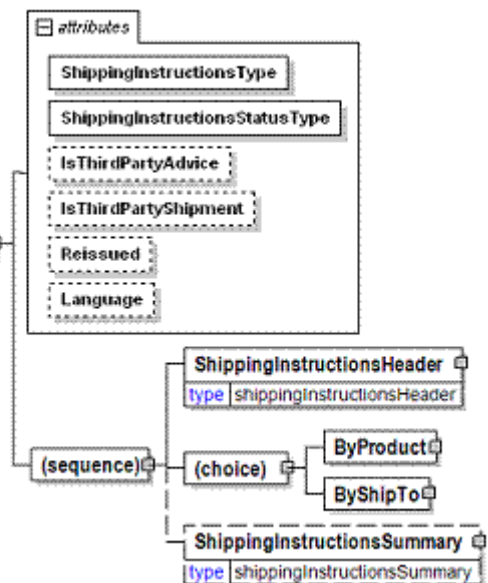 attributes
ShippingInstructionsType
ShippingInstructionsStatusType
IsThirdPartyAdvice
IsThirdPartyShipment
Reissued
Language
ShippingInstructionsHeader
type shippingInstructionsHeader
(sequence)
(choice)
ByProduct
ByShipTo
ShippingInstructionsSummary
type shippingInstructionsSummary